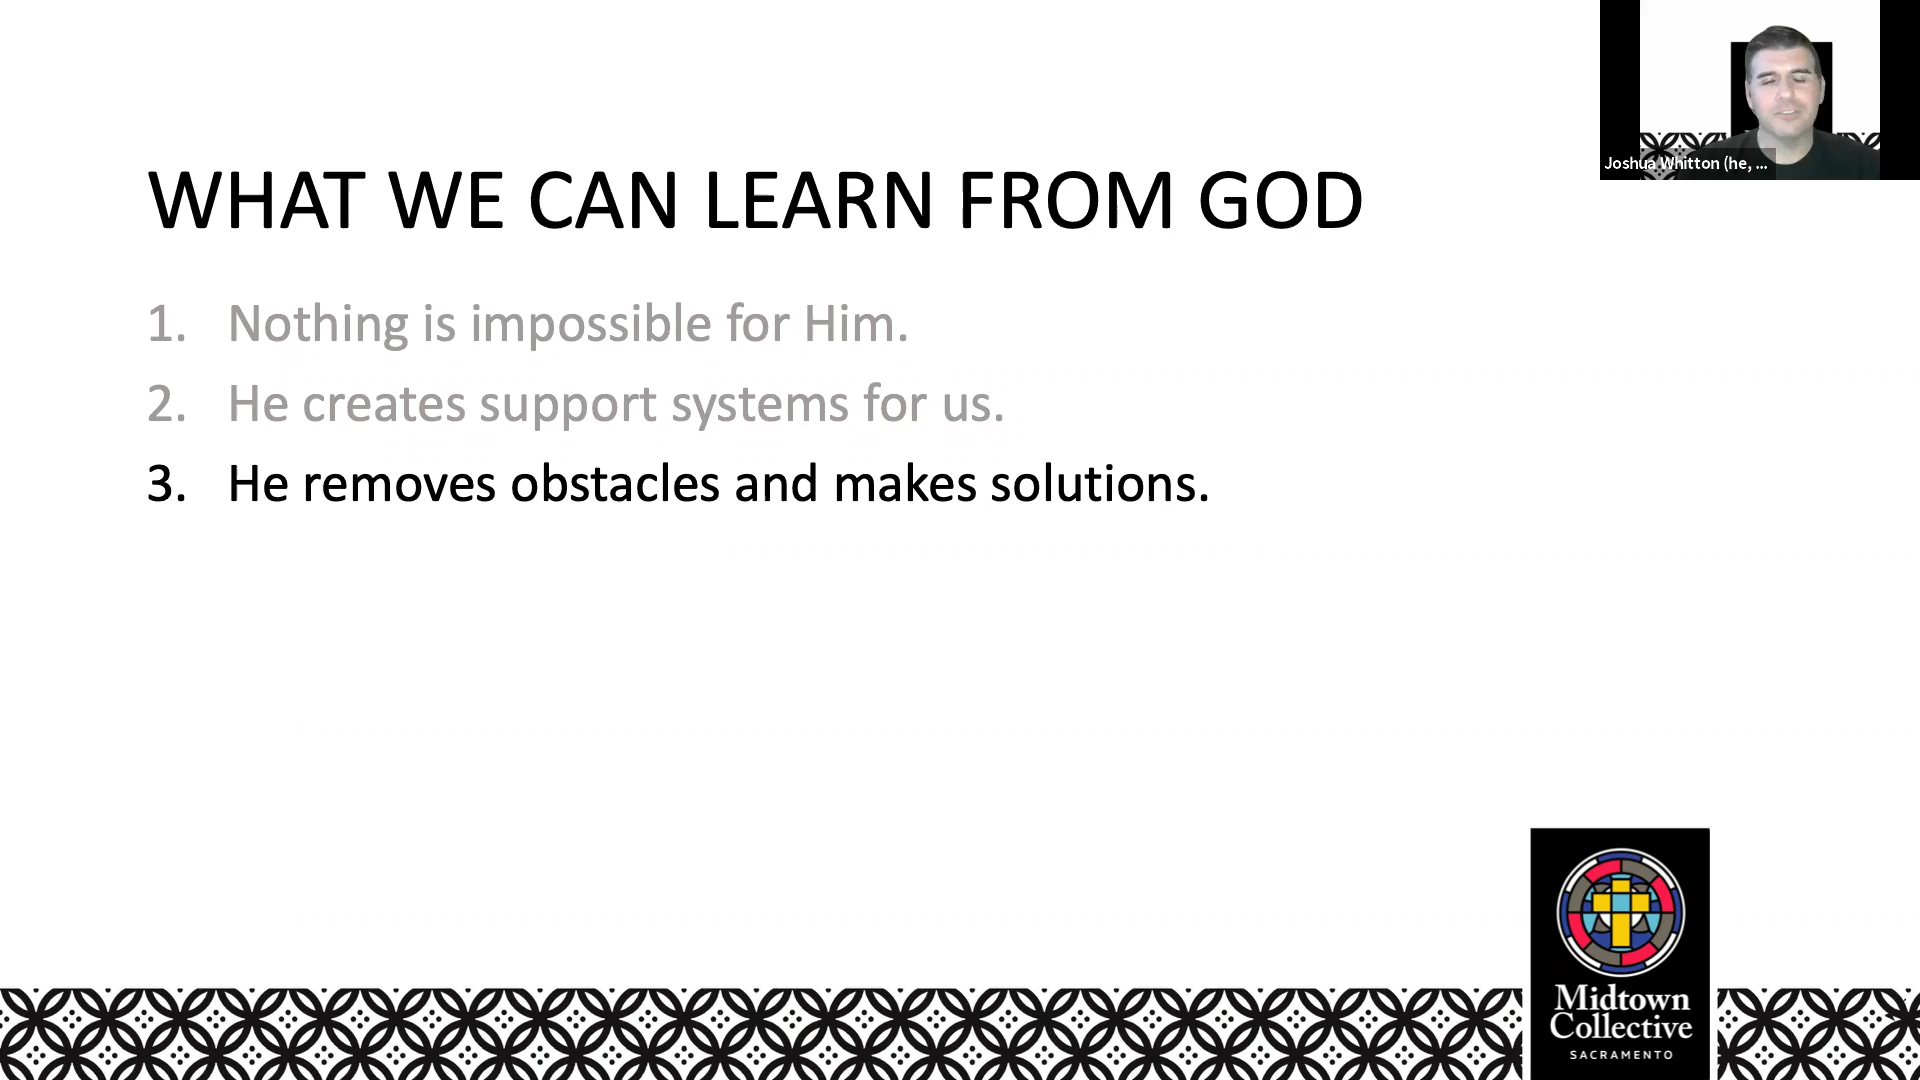 Joshua Whitton (he, ...
WHAT WE CAN LEARN FROM GOD
1. Nothing is impossible for Him.
2. He creates support systems for us.
3. He removes obstacles and makes solutions.
Midtown
Collective
SACRAMENTO